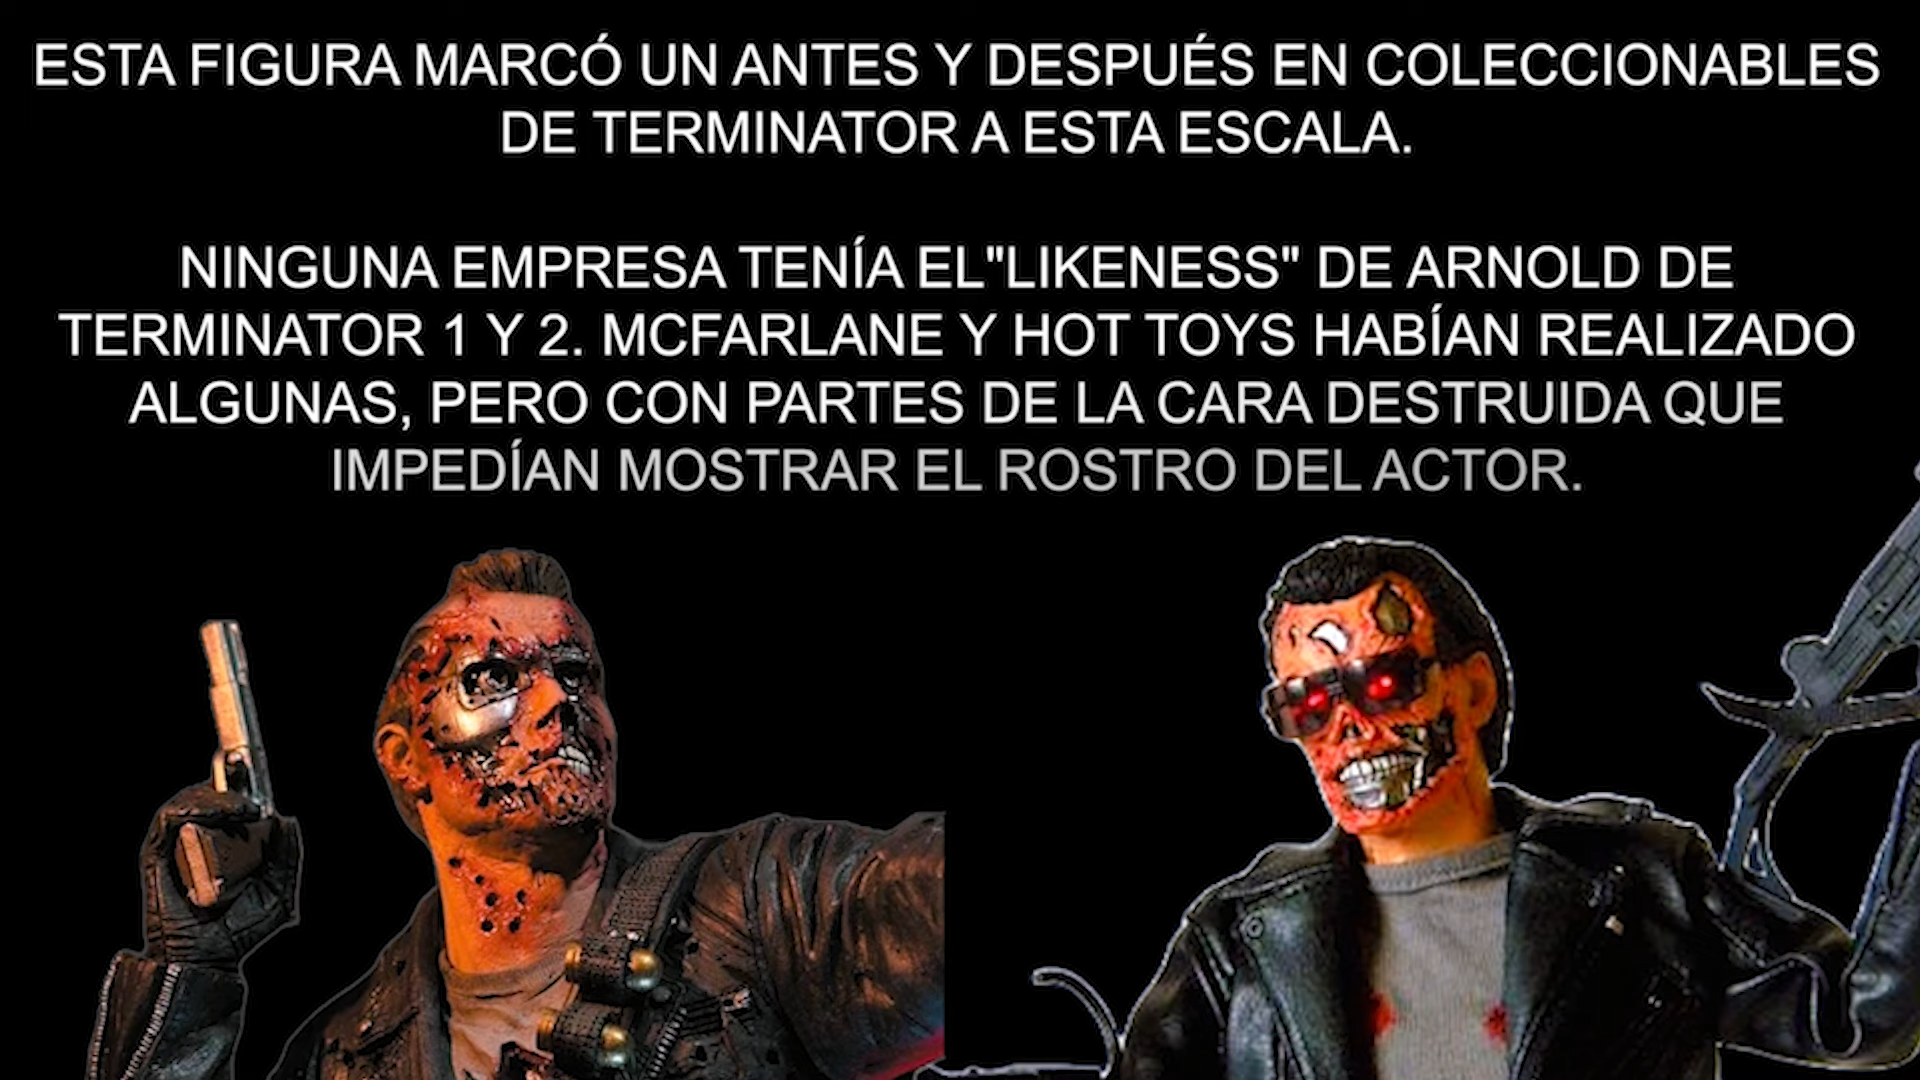 ESTA FIGURA MARCÓ UN ANTES Y DESPUÉS EN COLECCIONABLES
DE TERMINATOR A ESTA ESCALA.
NINGUNA EMPRESA TENÍA EL"LIKENESS" DE ARNOLD DE
TERMINATOR 1 Y 2. MCFARLANE Y HOT TOYS HABÍAN REALIZADO
ALGUNAS, PERO CON PARTES DE LA CARA DESTRUIDA QUE
IMPEDÍAN MOSTRAR EL ROSTRO DEL ACTOR.